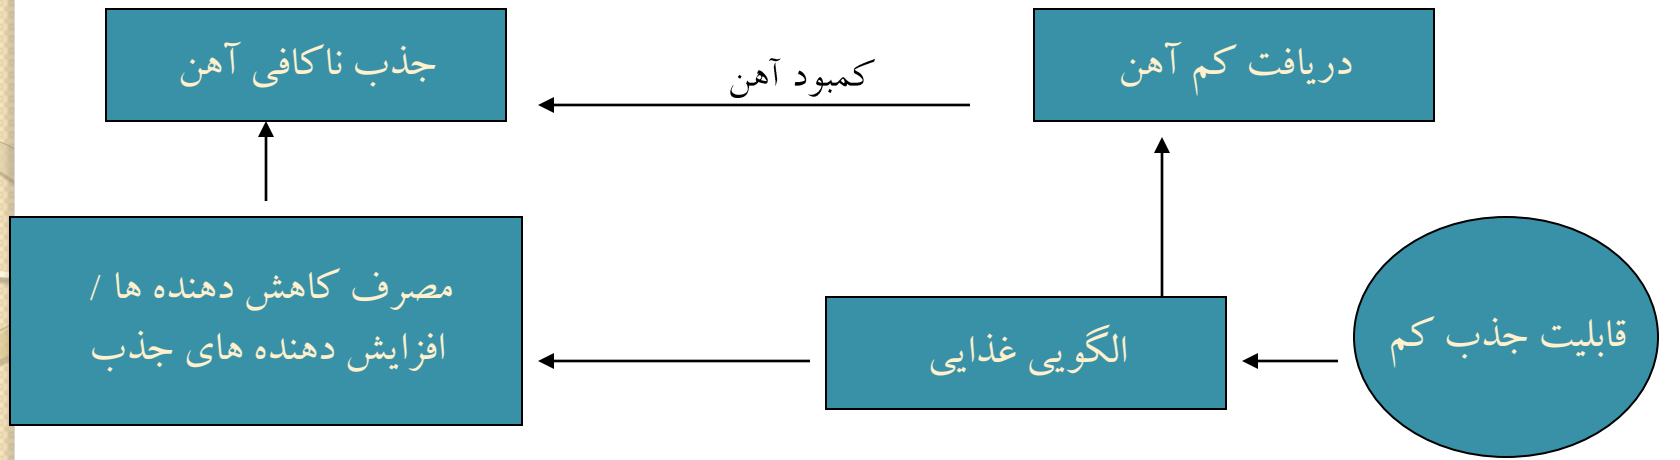 دریافت کم آهن
کمبود آهن
جذب ناکافی آهن
قابلیت جذب کم
الگویی غذایی
مصرف کاهش دهنده ها /
افزایش دهنده های جذب